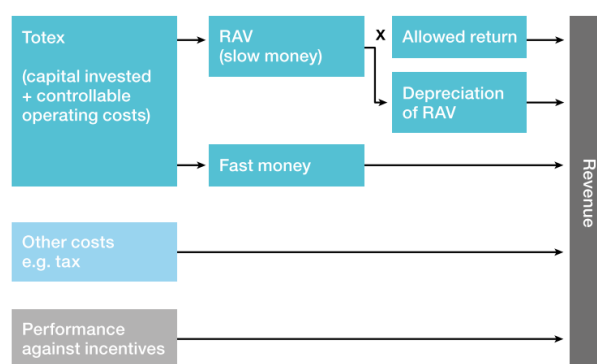 Totex
(capital invested
+ controllable
operating costs)
RAV
(slow money)
x
Allowed return
Depreciation
of RAV
Fast money
Other costs
e.g. tax
Performance
against incentives
Revenue